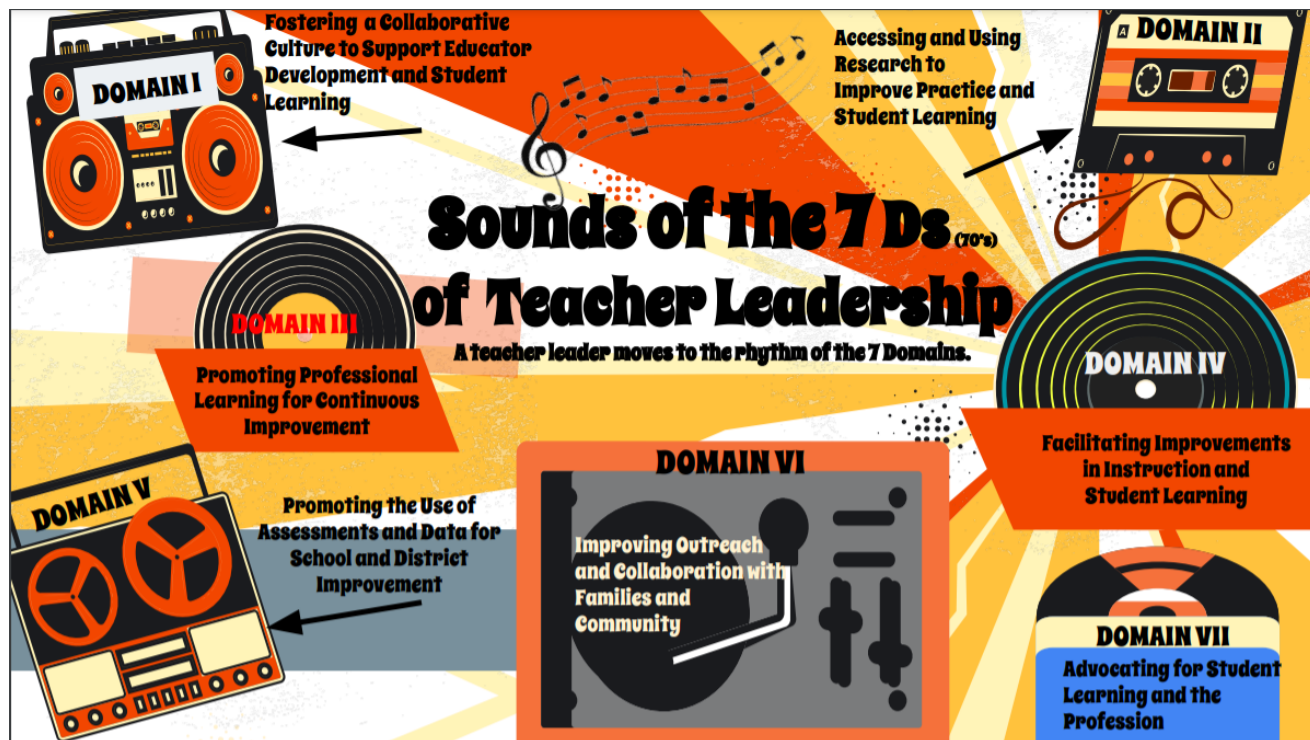 Fostering a Collaborative
Culture to Support Educator
Development and Student
Learning
DOMAIN I
Accessing and Using
Research to
Improve Practice and
Student Learning
A
DOMAIN II
Sounds of the 7 Ds (70's)
of Teacher Leadership
A teacher leader moves to the rhythm of the 7 Domains.
DOMAIN III
Promoting Professional
Learning for Continuous
Improvement
DOMAIN IV
Facilitating Improvements
in Instruction and
Student Learning
DOMAIN V
Promoting the Use of
Assessments and Data for
School and District
Improvement
DOMAIN VI
Improving Outreach
and Collaboration with
Families and
Community
DOMAIN VII
Advocating for Student
Learning and the
Profession